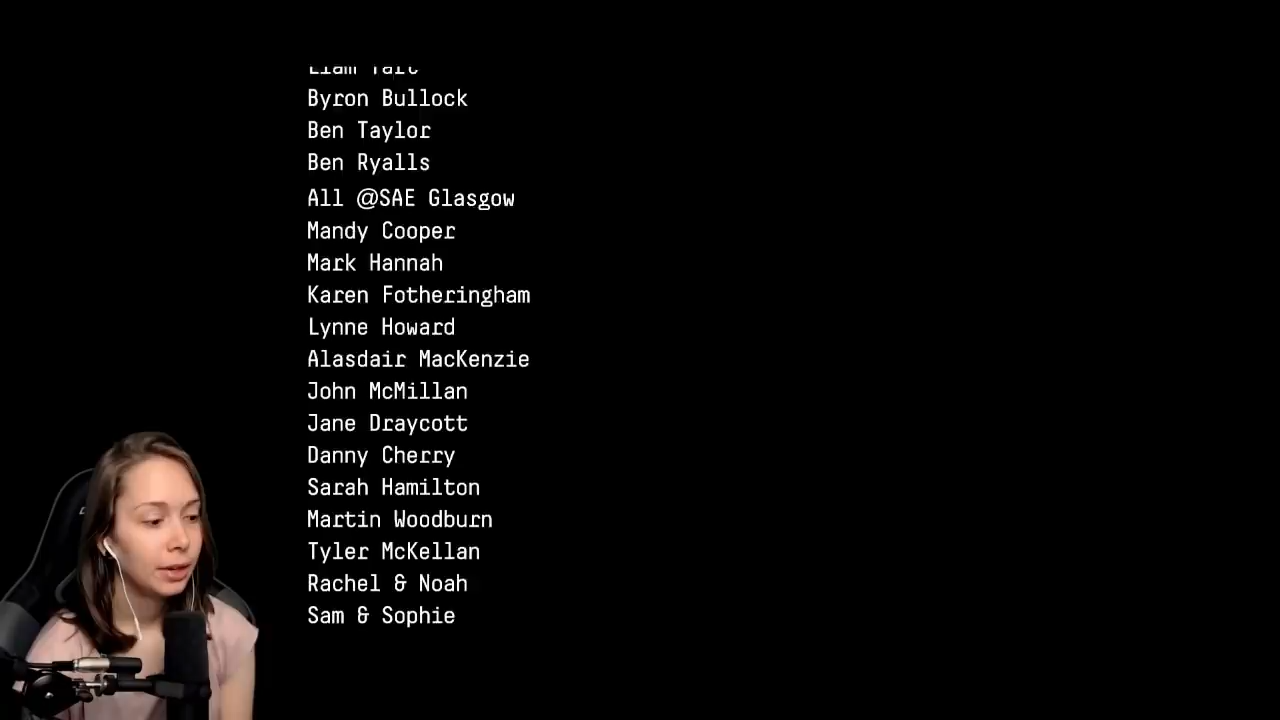 Byron Bullock
Ben Taylor
Ben Ryalls
All @SAE Glasgow
Mandy Cooper
Mark Hannah
Karen Fotheringham
Lynne Howard
Alasdair MacKenzie
John McMillan
Jane Draycott
Danny Cherry
Sarah Hamilton
Martin Woodburn
Tyler McKellan
Rachel & Noah
Sam & Sophie